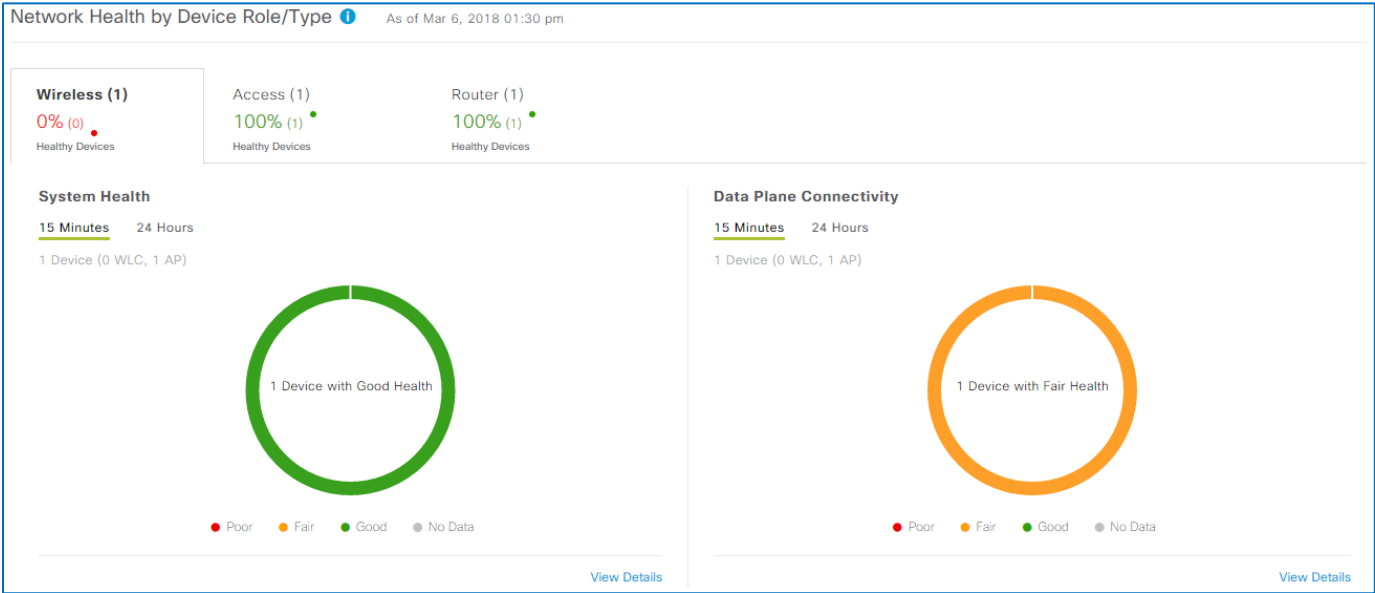 Network Health by Device Role/Type i As of Mar 6, 2018 01:30 pm
Wireless (1) Access (1) Router (1)
0% (0) 100% (1) 100% (1)
Healthy Devices Healthy Devices Healthy Devices
System Health Data Plane Connectivity
15 Minutes 24 Hours 15 Minutes 24 Hours
1 Device (0 WLC, 1 AP) 1 Device (0 WLC, 1 AP)
1 Device with Good Health 1 Device with Fair Health
Poor Fair Good No Data Poor Fair Good No Data
View Details View Details